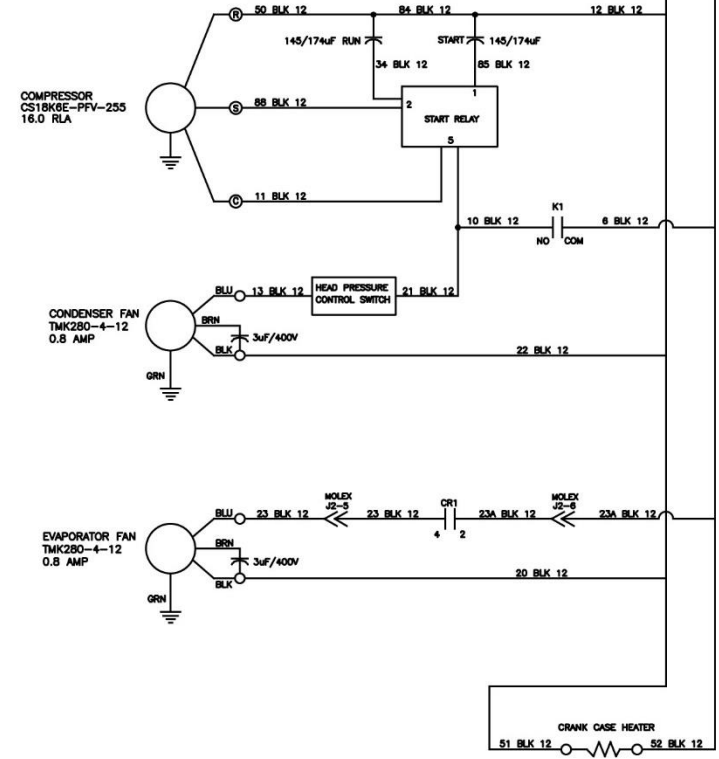 R 50 BLK 12 84 BLK 12 12 BLK 12
145/174uF RUN START 145/174uF
34 BLK 12 85 BLK 12
COMPRESSOR
CS18K6E-PFV-255
16.0 RLA
S 88 BLK 12 2 1
START RELAY
5
C 11 BLK 12
K1
10 BLK 12 6 BLK 12
NO COM
BLU 13 BLK 12 HEAD PRESSURE 21 BLK 12
CONTROL SWITCH
CONDENSER FAN
TMK280-4-12
0.8 AMP
BRN
3uF/400V
BLK 22 BLK 12
GRN
MOLEX MOLEX
J2-5 CR1 J2-6
BLU 23 BLK 12 23 BLK 12 23A BLK 12 23A BLK 12
4 2
EVAPORATOR FAN
TMK280-4-12
0.8 AMP
BRN
3uF/400V
BLK 20 BLK 12
GRN
CRANK CASE HEATER
51 BLK 12 52 BLK 12